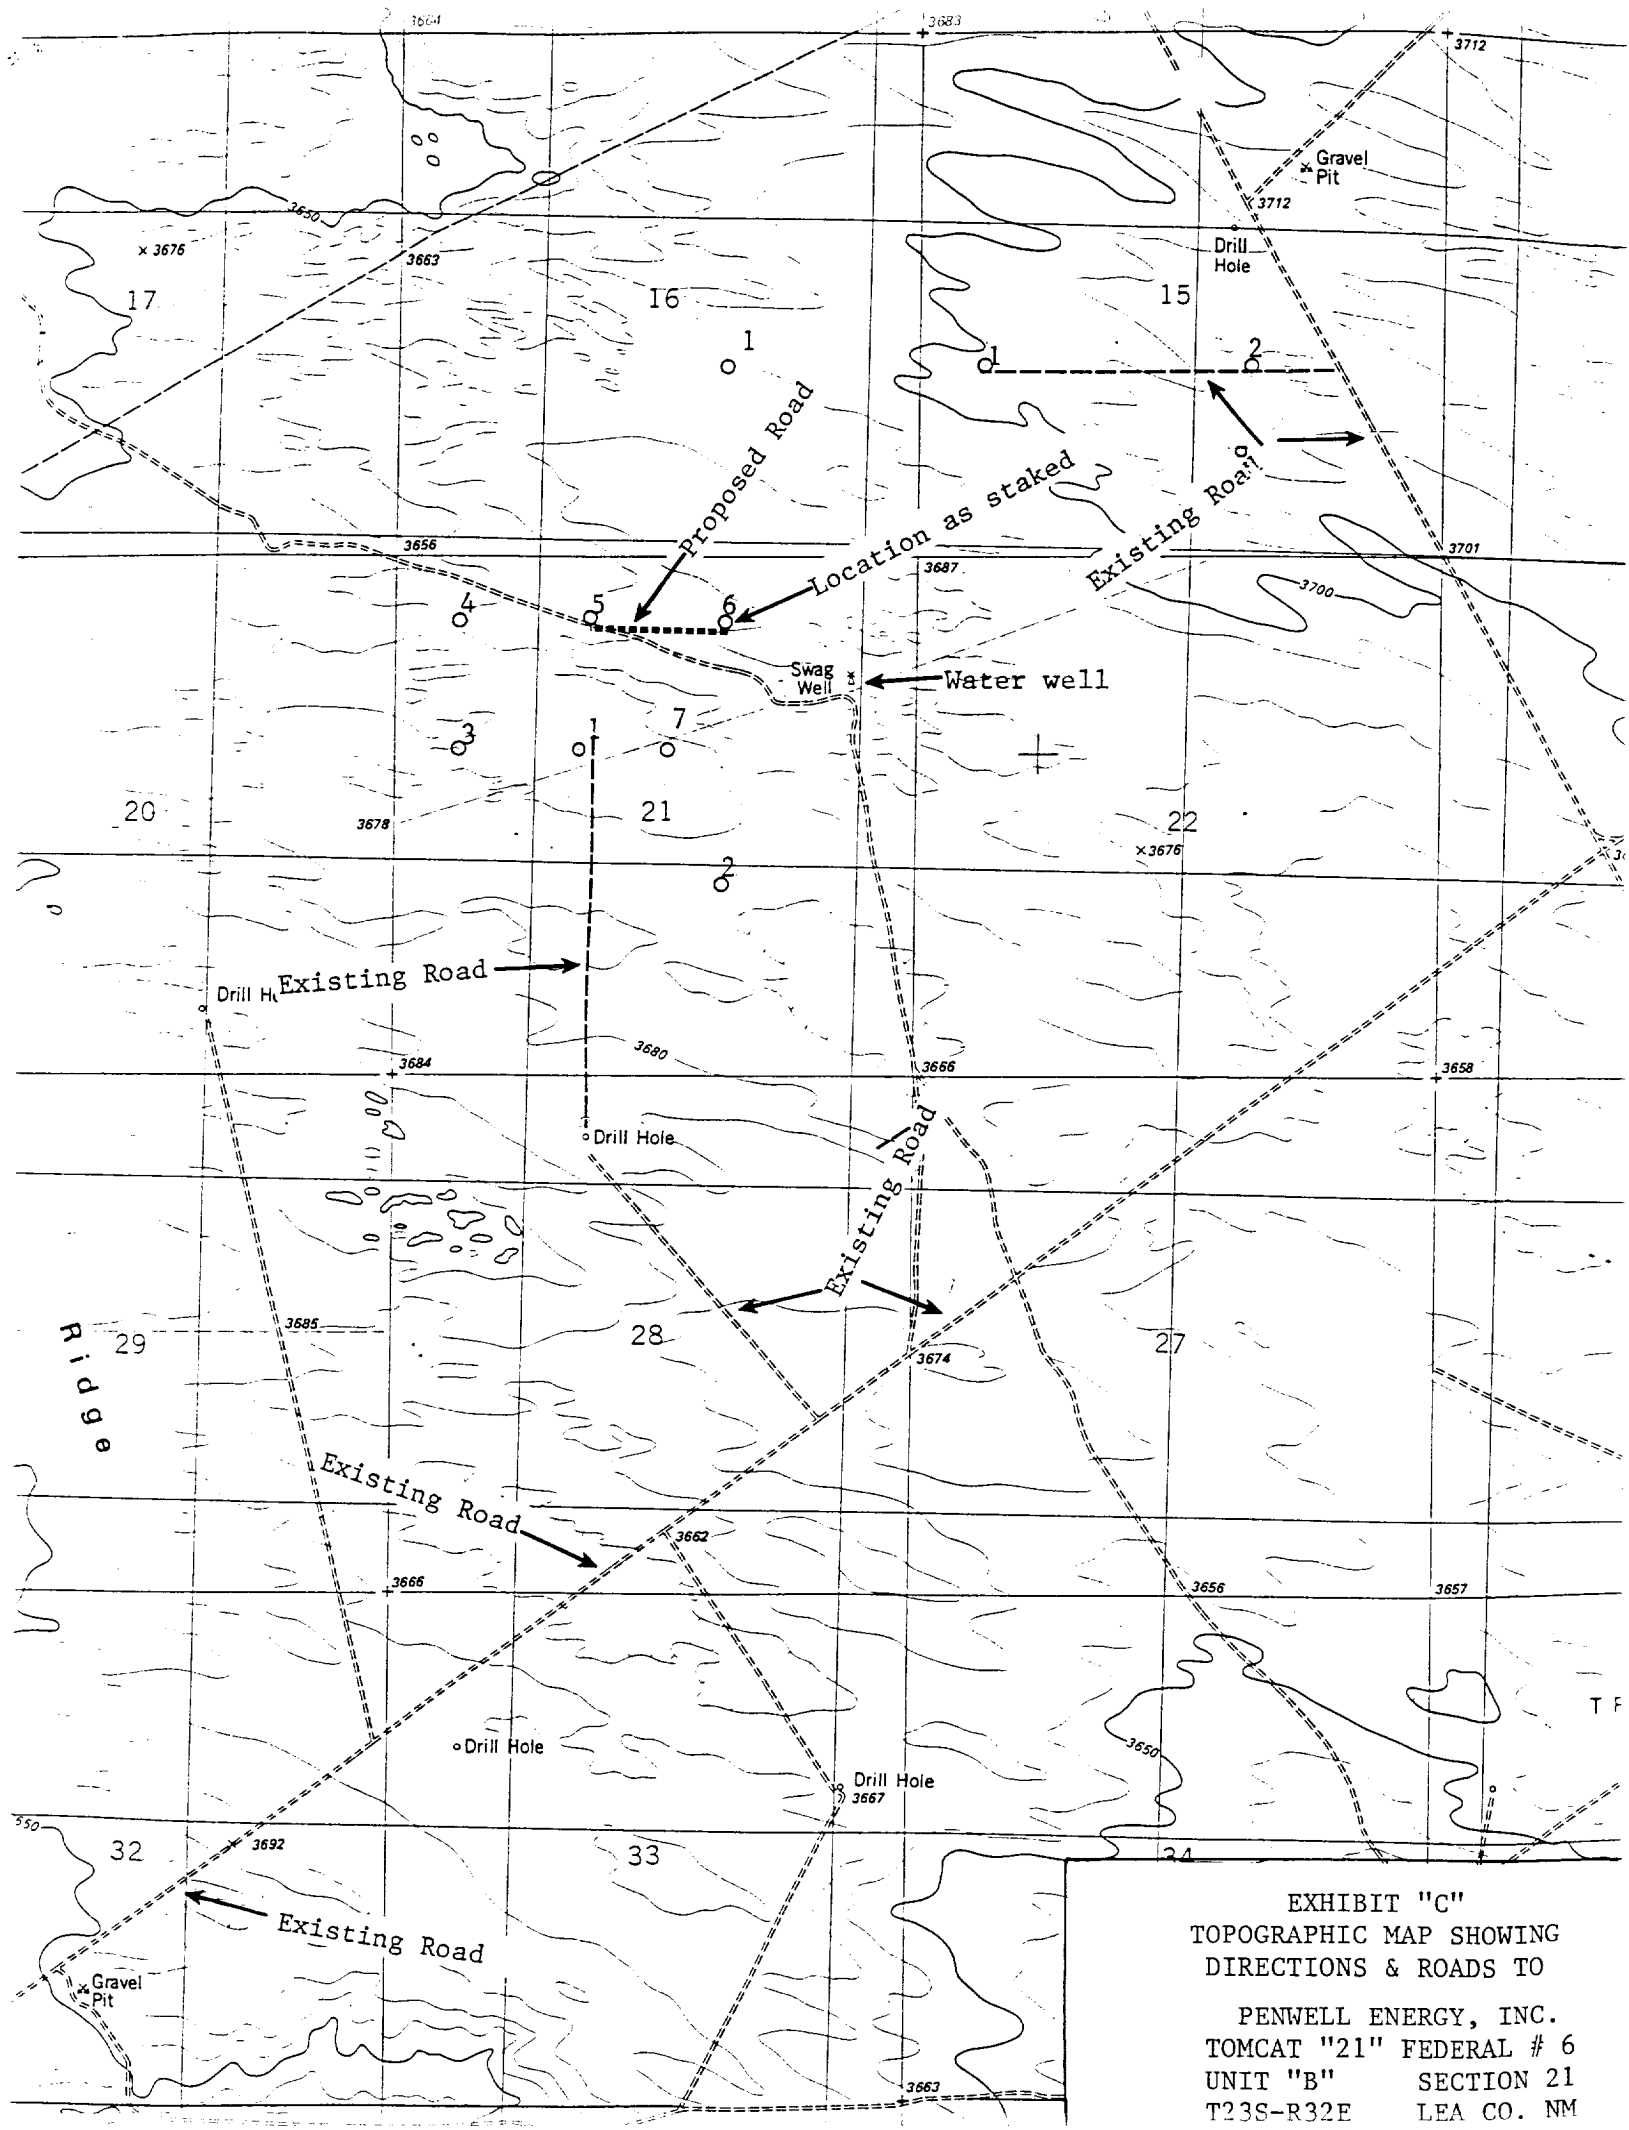 3664
3683
3712
Gravel
Pit
3712
3650
3676
3663
Drill
Hole
17
16
15
1
1
2
Proposed Road
Location as staked
Existing Road
3656
3687
3701
3700
4
5
6
Swag
Well
Water well
3
1
7
20
21
22
3678
3676
2
Existing Road
Drill
3680
3684
3666
3658
Drill Hole
Existing Road
Ridge
29
3685
28
3674
27
Existing Road
3662
3666
3656
3657
T
Drill Hole
3650
Drill Hole
3667
550
32
3692
33
34
Existing Road
Gravel
Pit
3663
EXHIBIT "C"
TOPOGRAPHIC MAP SHOWING
DIRECTIONS & ROADS TO
PENWELL ENERGY, INC.
TOMCAT "21" FEDERAL # 6
UNIT "B" SECTION 21
T23S-R32E LEA CO. NM